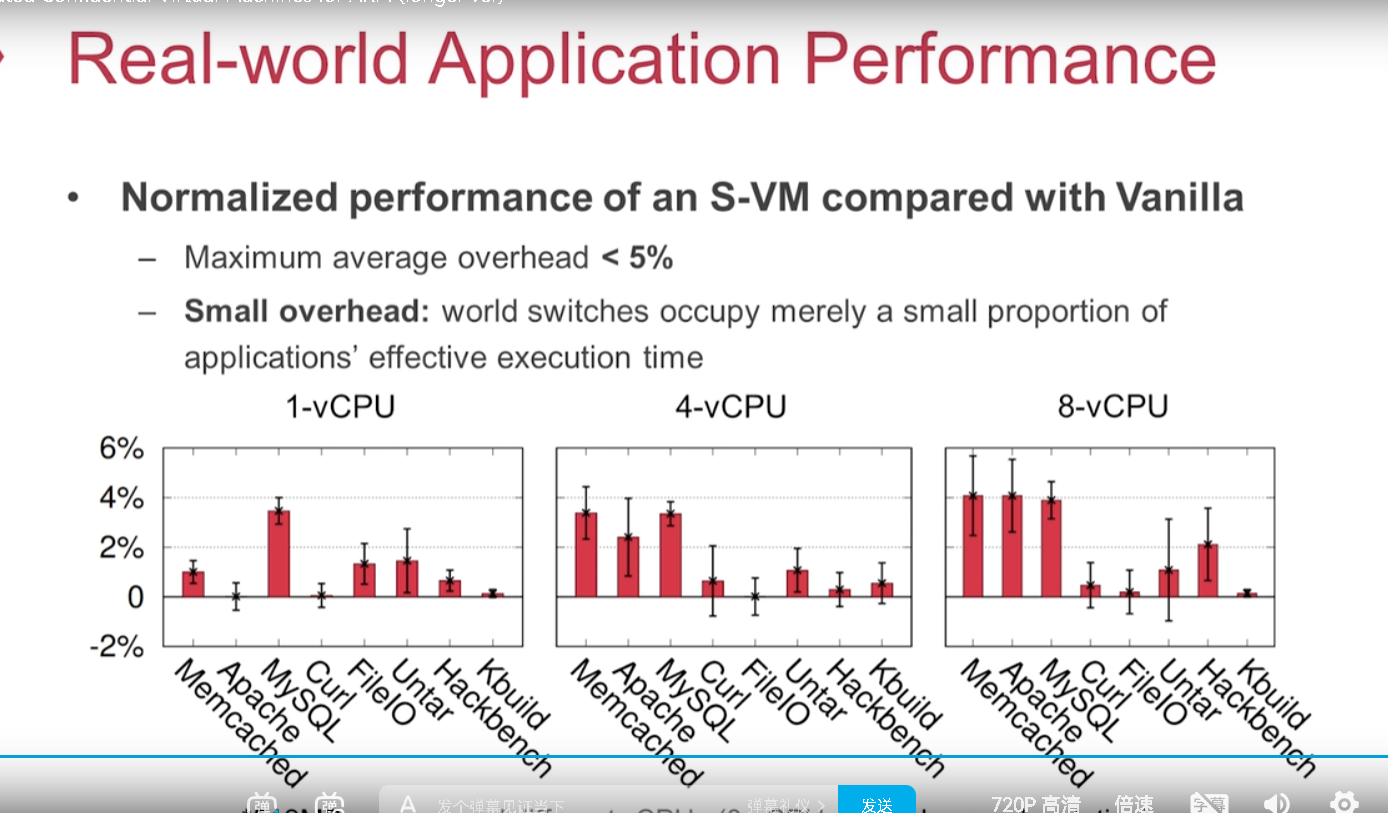 Real-world Application Performance
• Normalized performance of an S-VM compared with Vanilla
– Maximum average overhead < 5%
– Small overhead: world switches occupy merely a small proportion of
applications’ effective execution time
1-vCPU 4-vCPU 8-vCPU
6%
4%
2%
0
-2%
Memcached Apache MySQL Curl FileIO Untar Hackbench Kbuild
Memcached Apache MySQL Curl FileIO Untar Hackbench Kbuild
Memcached Apache MySQL Curl FileIO Untar Hackbench Kbuild
弹 弹 A 发个弹幕见证当下 弹幕礼仪 > 发送 720P 高清 倍速 字幕